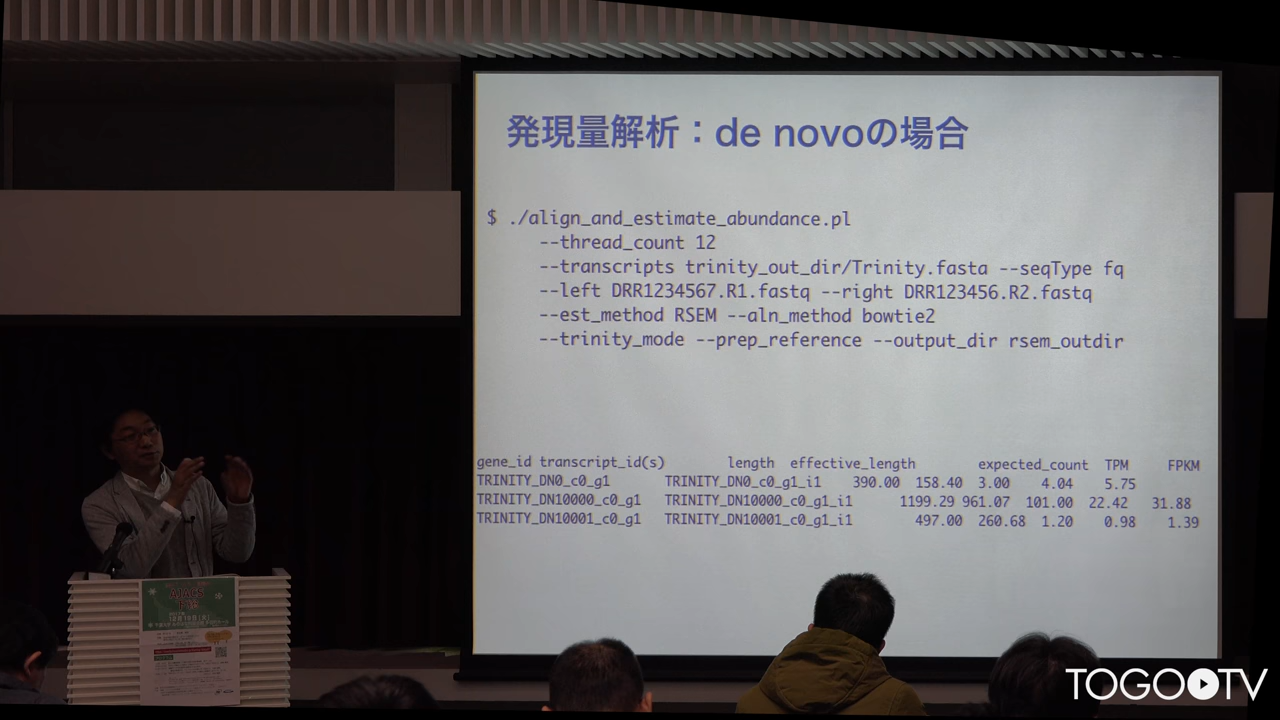 発現量解析：de novoの場合
$ ./align_and_estimate_abundance.pl
--thread_count 12
--transcripts trinity_out_dir/Trinity.fasta --seqType fq
--left DRR1234567.R1.fastq --right DRR123456.R2.fastq
--est_method RSEM --aln_method bowtie2
--trinity_mode --prep_reference --output_dir rsem_outdir
gene_id transcript_id(s) length effective_length expected_count TPM FPKM
TRINITY_DN0_c0_g1 TRINITY_DN0_c0_g1_i1 390.00 158.40 3.00 4.04 5.75
TRINITY_DN10000_c0_g1 TRINITY_DN10000_c0_g1_i1 1199.29 961.07 101.00 22.42 31.88
TRINITY_DN10001_c0_g1 TRINITY_DN10001_c0_g1_i1 497.00 260.68 1.20 0.98 1.39
AJACS
TOGO TV